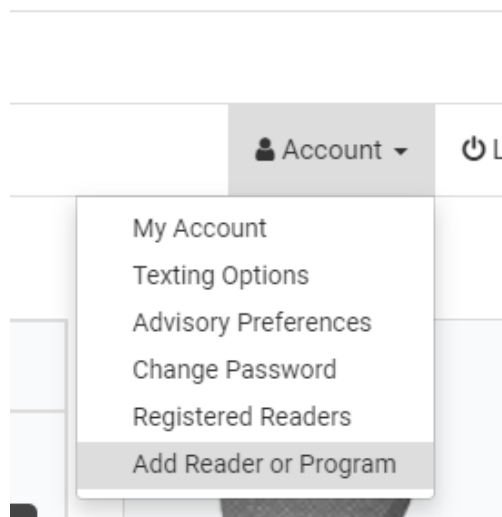 Account
My Account
Texting Options
Advisory Preferences
Change Password
Registered Readers
Add Reader or Program